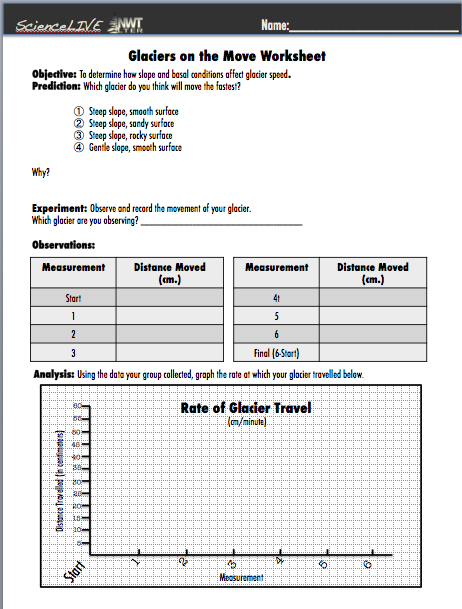 ScienceLIVE NWT LTER Name:
Glaciers on the Move Worksheet
Objective: To determine how slope and basal conditions affect glacier speed.
Prediction: Which glacier do you think will move the fastest?
① Steep slope, smooth surface
② Steep slope, sandy surface
③ Steep slope, rocky surface
④ Gentle slope, smooth surface
Why?
Experiment: Observe and record the movement of your glacier.
Which glacier are you observing? ______________________________
Observations:
Measurement Distance Moved (cm.) Measurement Distance Moved (cm.)
Start 4t
1 5
2 6
3 Final (6-Start)
Analysis: Using the data your group collected, graph the rate at which your glacier travelled below.
Rate of Glacier Travel
(cm/minute)
Distance Travelled (in centimeters)
60
55
50
45
40
35
30
25
20
15
10
5
Start 1 2 3 4 5 6
Measurement